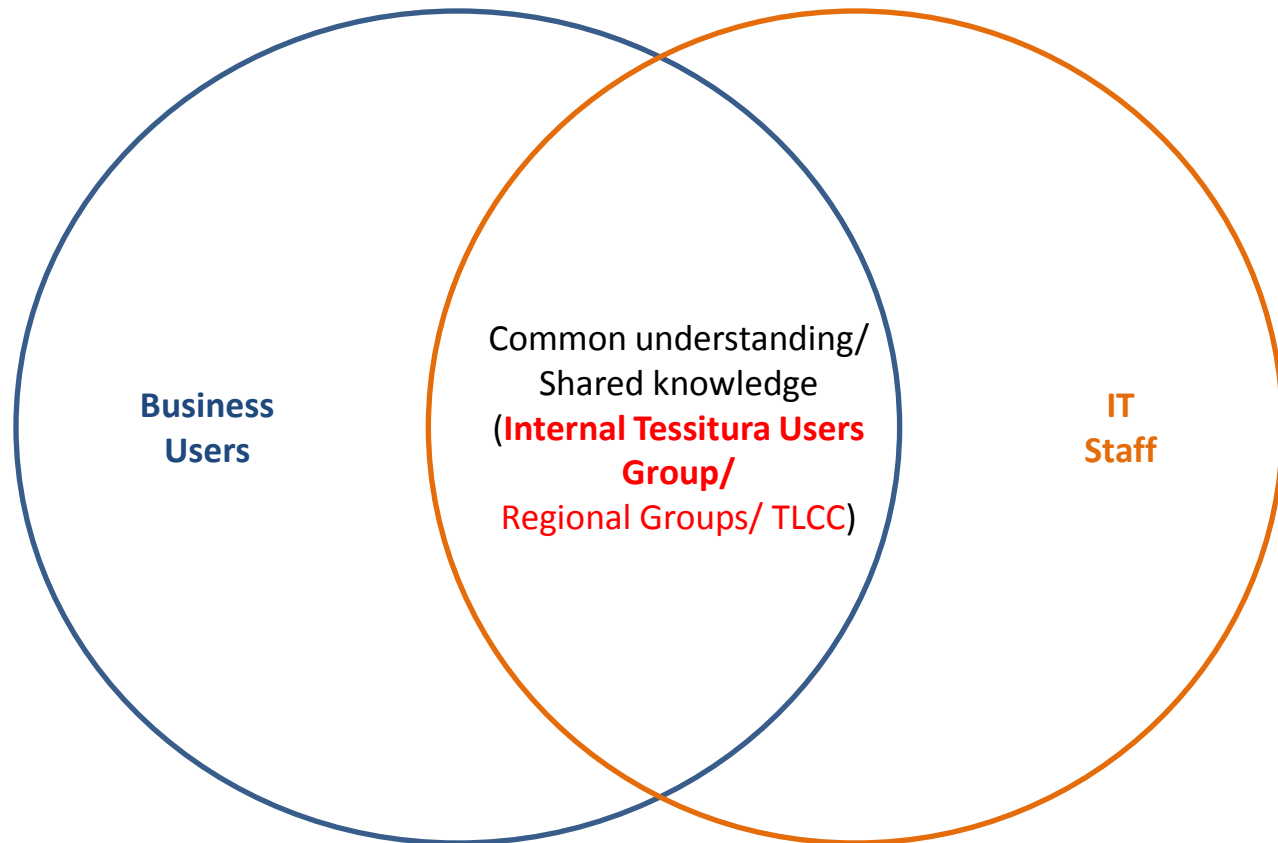 Business
Users
Common understanding/
Shared knowledge
(Internal Tessitura Users
Group/
Regional Groups/ TLCC)
IT
Staff